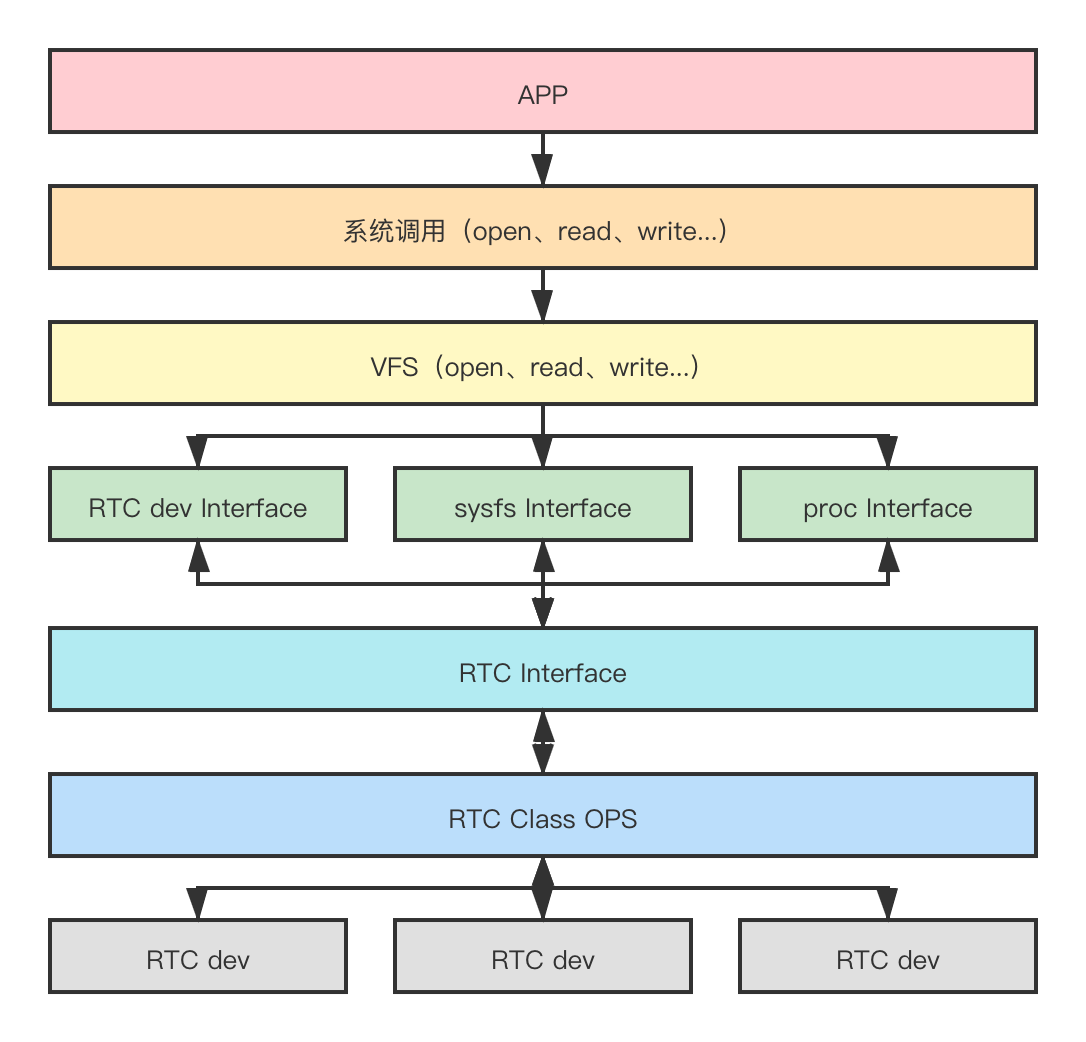 APP
系统调用（open、read、write...）
VFS（open、read、write...）
RTC dev Interface
sysfs Interface
proc Interface
RTC Interface
RTC Class OPS
RTC dev
RTC dev
RTC dev